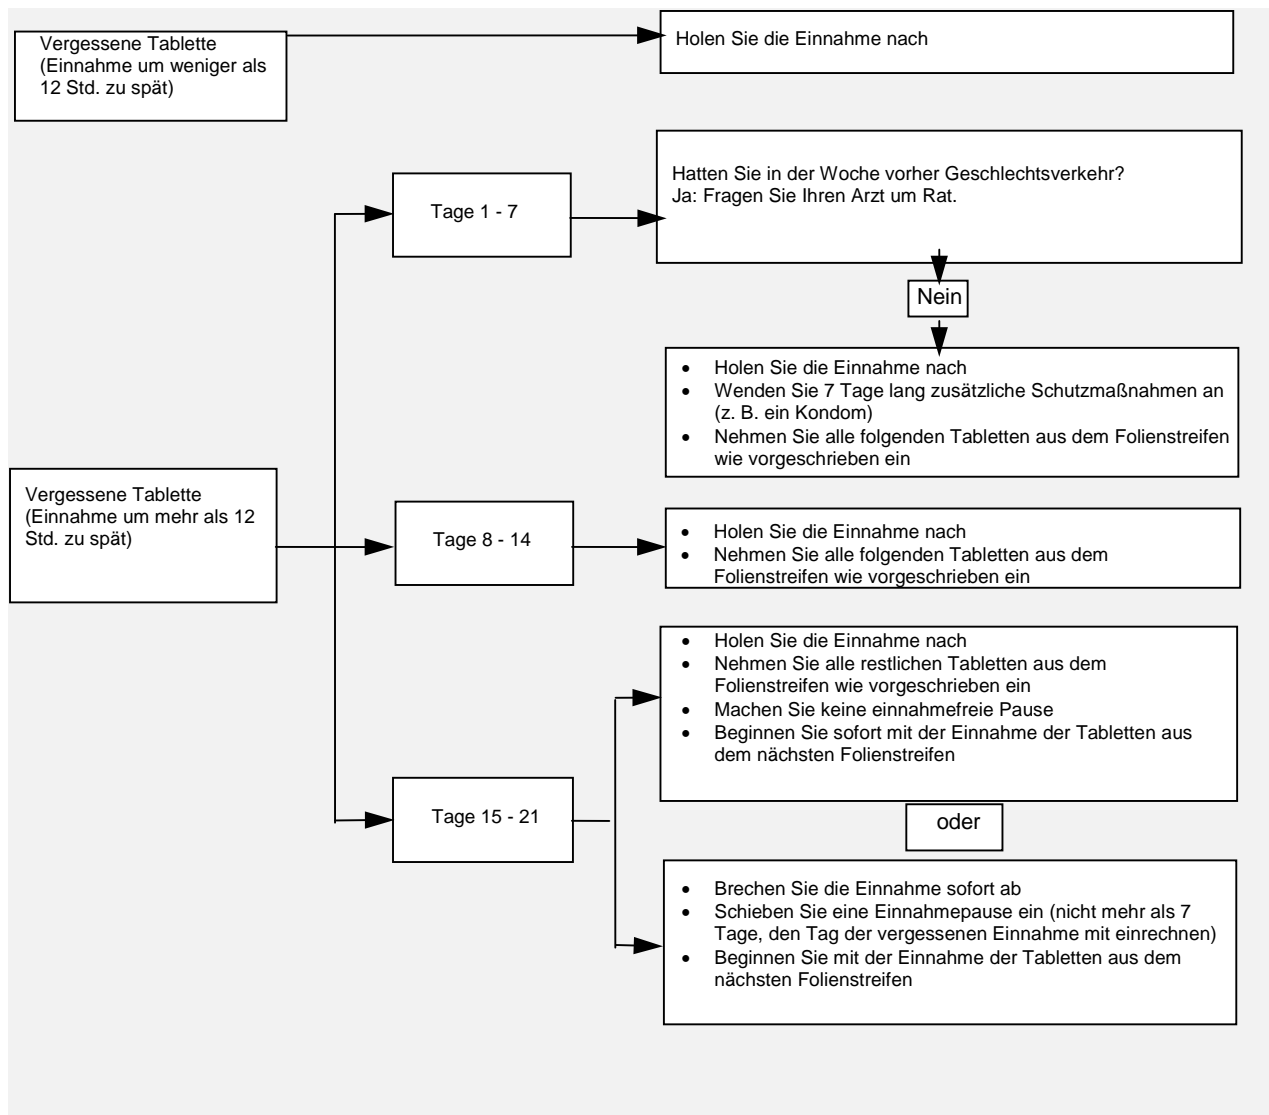 Vergessene Tablette
(Einnahme um weniger als
12 Std. zu spät)
Holen Sie die Einnahme nach
Hatten Sie in der Woche vorher Geschlechtsverkehr?
Ja: Fragen Sie Ihren Arzt um Rat.
Tage 1 - 7
Nein
• Holen Sie die Einnahme nach
• Wenden Sie 7 Tage lang zusätzliche Schutzmaßnahmen an
(z. B. ein Kondom)
• Nehmen Sie alle folgenden Tabletten aus dem Folienstreifen
wie vorgeschrieben ein
Vergessene Tablette
(Einnahme um mehr als 12
Std. zu spät)
Tage 8 - 14
• Holen Sie die Einnahme nach
• Nehmen Sie alle folgenden Tabletten aus dem
Folienstreifen wie vorgeschrieben ein
• Holen Sie die Einnahme nach
• Nehmen Sie alle restlichen Tabletten aus dem
Folienstreifen wie vorgeschrieben ein
• Machen Sie keine einnahmefreie Pause
• Beginnen Sie sofort mit der Einnahme der Tabletten aus
dem nächsten Folienstreifen
Tage 15 - 21
oder
• Brechen Sie die Einnahme sofort ab
• Schieben Sie eine Einnahmepause ein (nicht mehr als 7
Tage, den Tag der vergessenen Einnahme mit einrechnen)
• Beginnen Sie mit der Einnahme der Tabletten aus dem
nächsten Folienstreifen